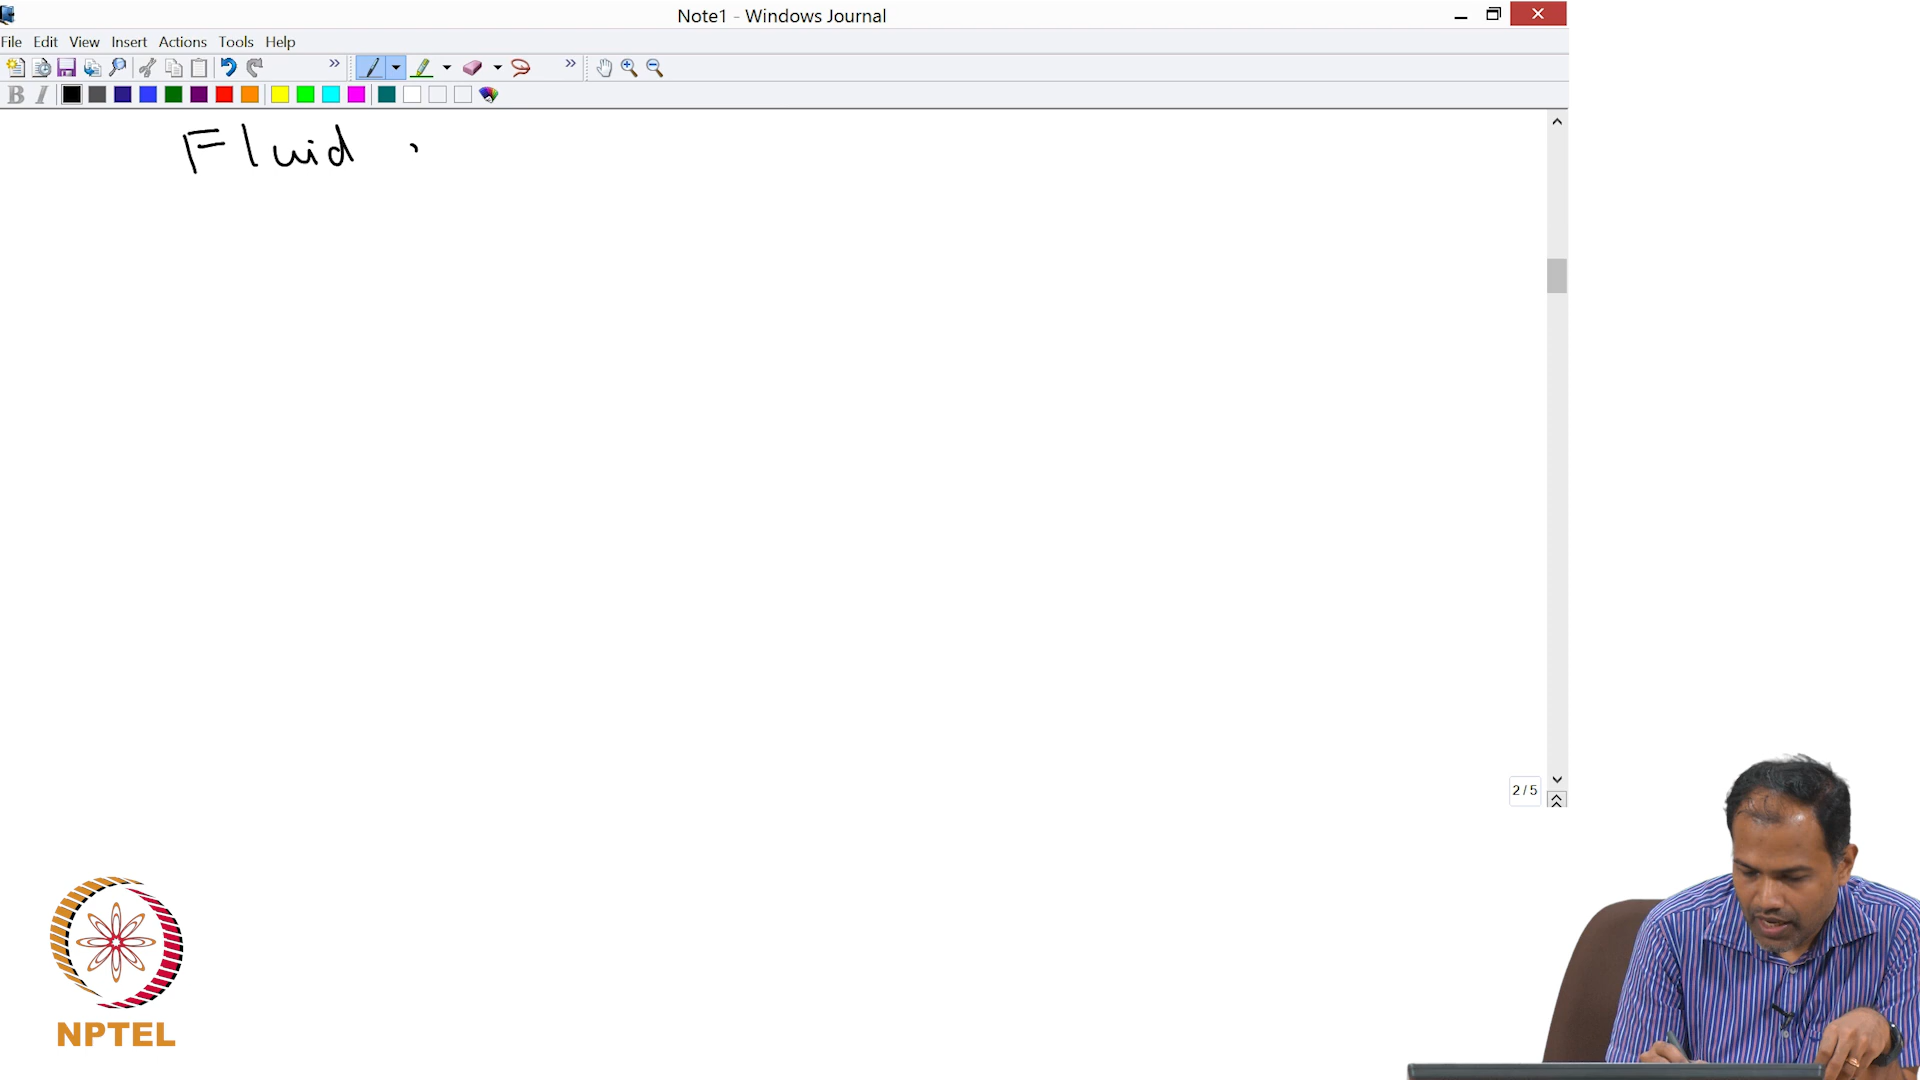 Note1 - Windows Journal
File Edit View Insert Actions Tools Help
B I
Fluid
2 / 5
NPTEL